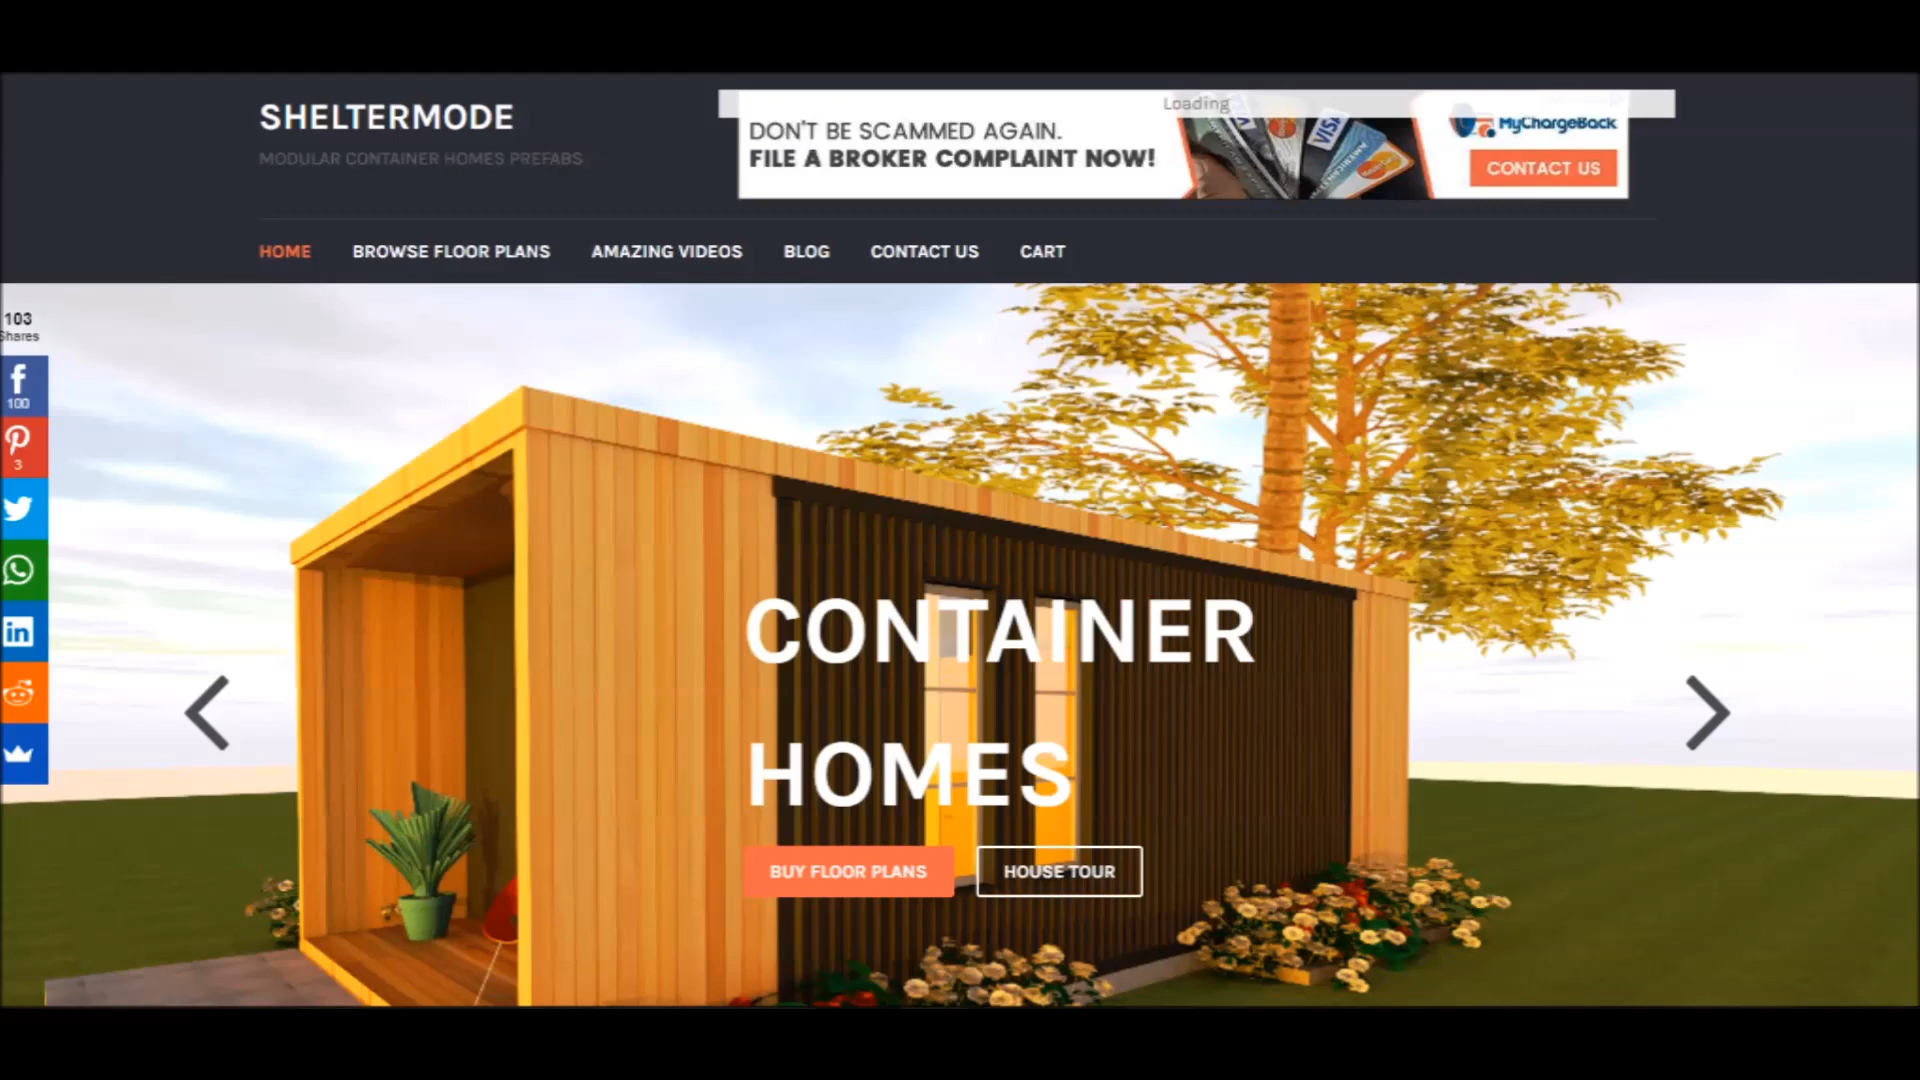 SHELTERMODE
MODULAR CONTAINER HOMES PREFABS
Loading
DON'T BE SCAMMED AGAIN.
FILE A BROKER COMPLAINT NOW!
VISA
MyChargeBack
CONTACT US
HOME BROWSE FLOOR PLANS AMAZING VIDEOS BLOG CONTACT US CART
103
Shares
100
3
CONTAINER
HOMES
BUY FLOOR PLANS HOUSE TOUR